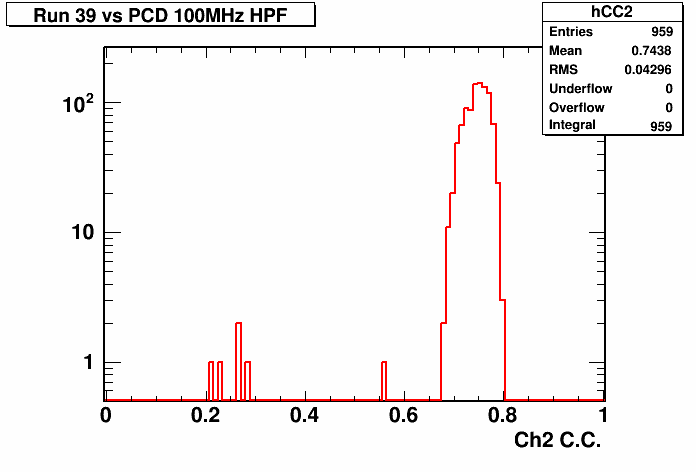 Run 39 vs PCD 100MHz HPF
hCC2
Entries 959
Mean 0.7438
RMS 0.04296
Underflow 0
Overflow 0
Integral 959
10²
10
1
0 0.2 0.4 0.6 0.8 1
Ch2 C.C.